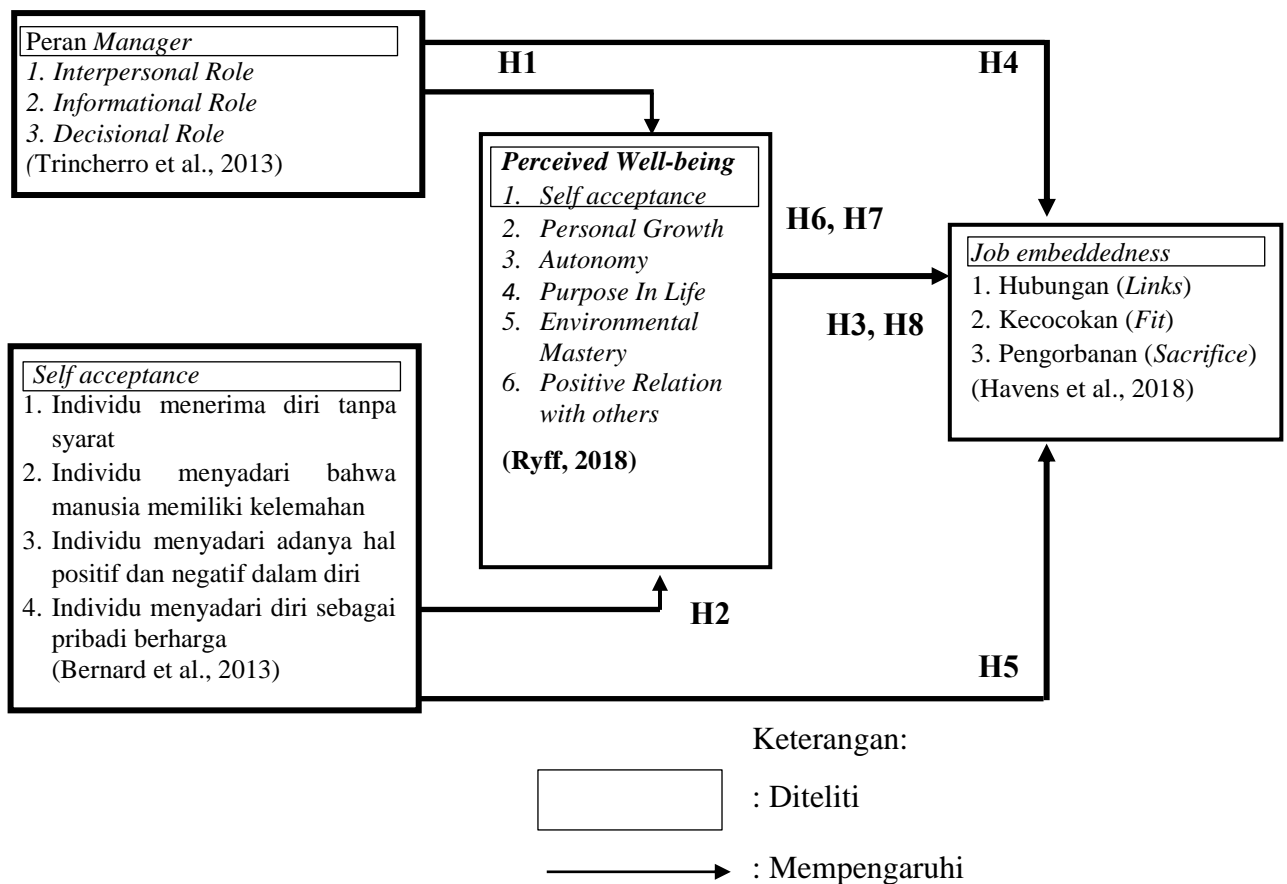 Peran Manager
1. Interpersonal Role
2. Informational Role
3. Decisional Role
(Trincherro et al., 2013)
H1
H4
Perceived Well-being
1. Self acceptance
2. Personal Growth
3. Autonomy
4. Purpose In Life
5. Environmental
Mastery
6. Positive Relation
with others
(Ryff, 2018)
H6, H7
H3, H8
Job embeddedness
1. Hubungan (Links)
2. Kecocokan (Fit)
3. Pengorbanan (Sacrifice)
(Havens et al., 2018)
Self acceptance
1. Individu menerima diri tanpa
syarat
2. Individu menyadari bahwa
manusia memiliki kelemahan
3. Individu menyadari adanya hal
positif dan negatif dalam diri
4. Individu menyadari diri sebagai
pribadi berharga
(Bernard et al., 2013)
H2
H5
Keterangan:
: Diteliti
: Mempengaruhi